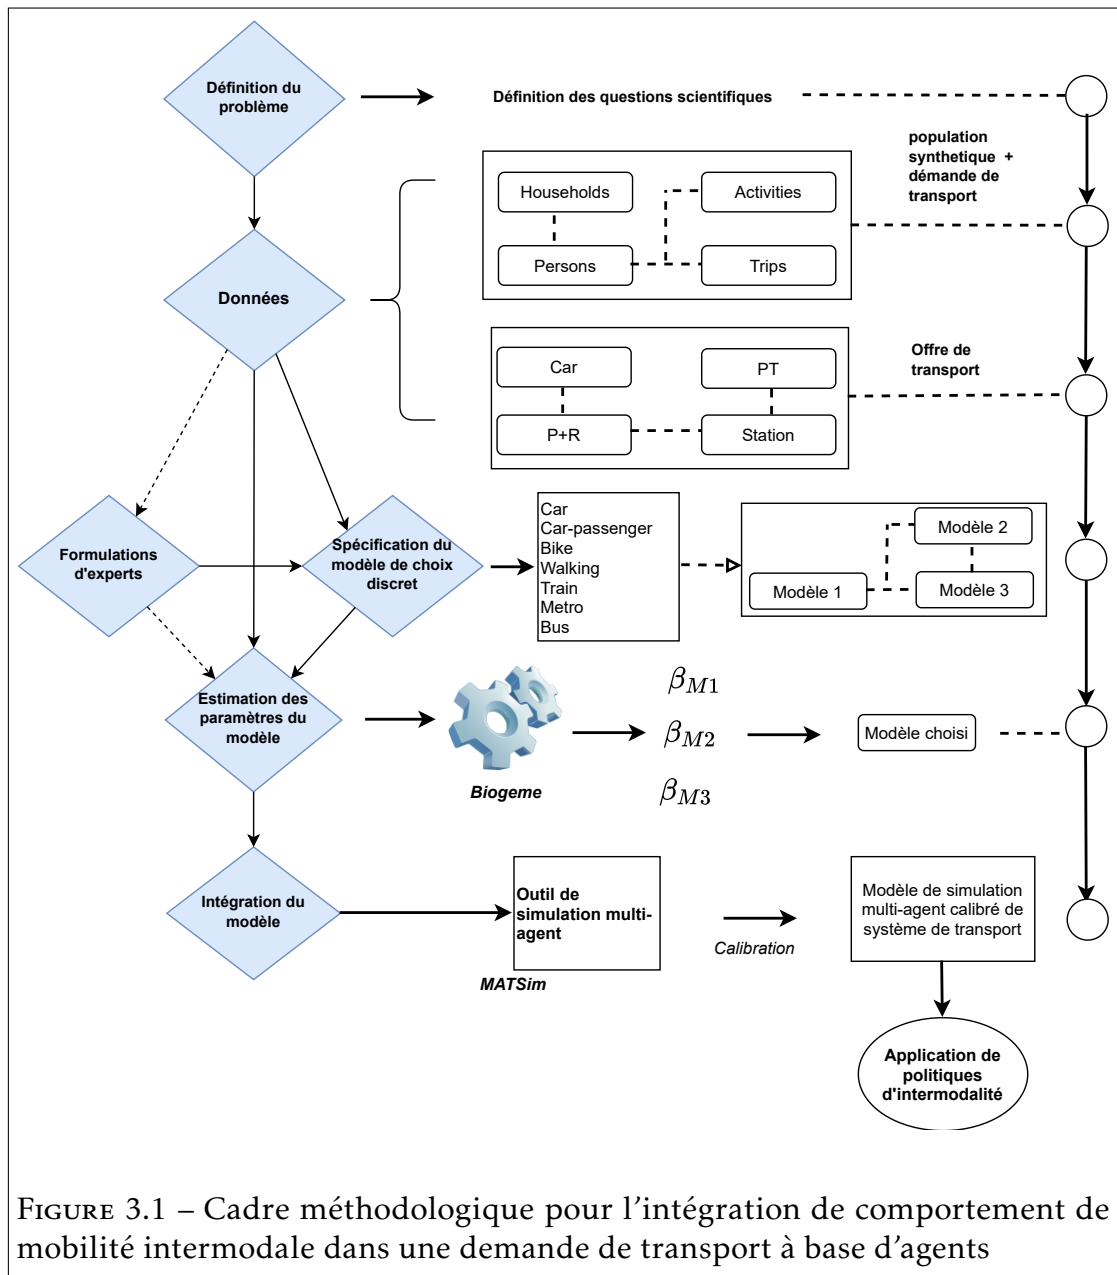 Définition du
problème
Définition des questions scientifiques
population
synthetique +
démande de
transport
Households
Activities
Persons
Trips
Données
Offre de
transport
Car
PT
P+R
Station
Formulations
d'experts
Spécification du
modèle de choix
discret
Car
Car-passenger
Bike
Walking
Train
Metro
Bus
Modèle 2
Modèle 1
Modèle 3
Estimation des
paramètres du
modèle
Biogeme
βM1
βM2
βM3
Modèle choisi
Intégration du
modèle
Outil de
simulation multi-
agent
MATSim
Calibration
Modèle de simulation
multi-agent calibré de
système de transport
Application de
politiques
d'intermodalité
FIGURE 3.1 – Cadre méthodologique pour l'intégration de comportement de
mobilité intermodale dans une demande de transport à base d'agents